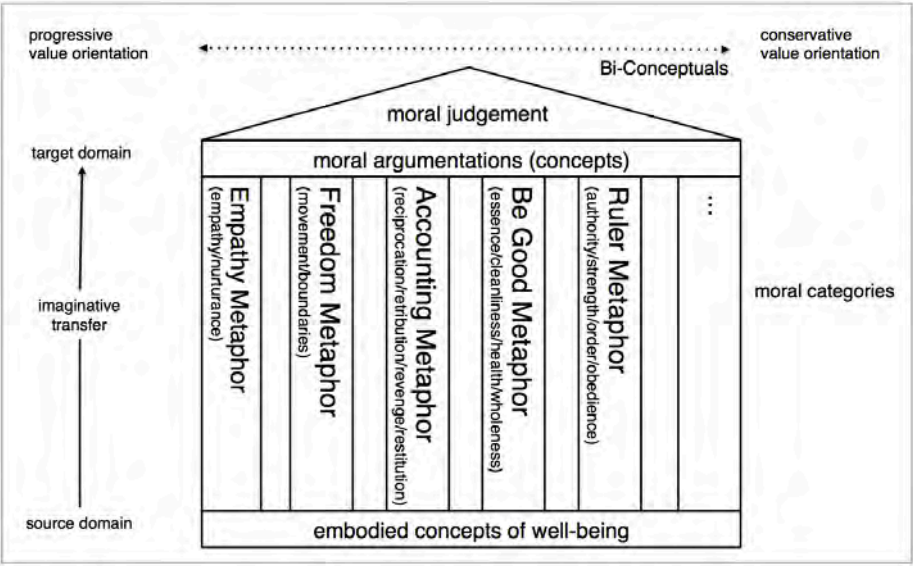 progressive
value orientation
conservative
value orientation
Bi-Conceptuals
moral judgement
target domain
moral argumentations (concepts)
Empathy Metaphor
(empathy/nurturance)
Freedom Metaphor
(movement/boundaries)
Accounting Metaphor
(reciprocation/retribution/revenge/restitution)
Be Good Metaphor
(essence/cleanliness/health/wholeness)
Ruler Metaphor
(authority/strength/order/obedience)
...
imaginative
transfer
moral categories
source domain
embodied concepts of well-being